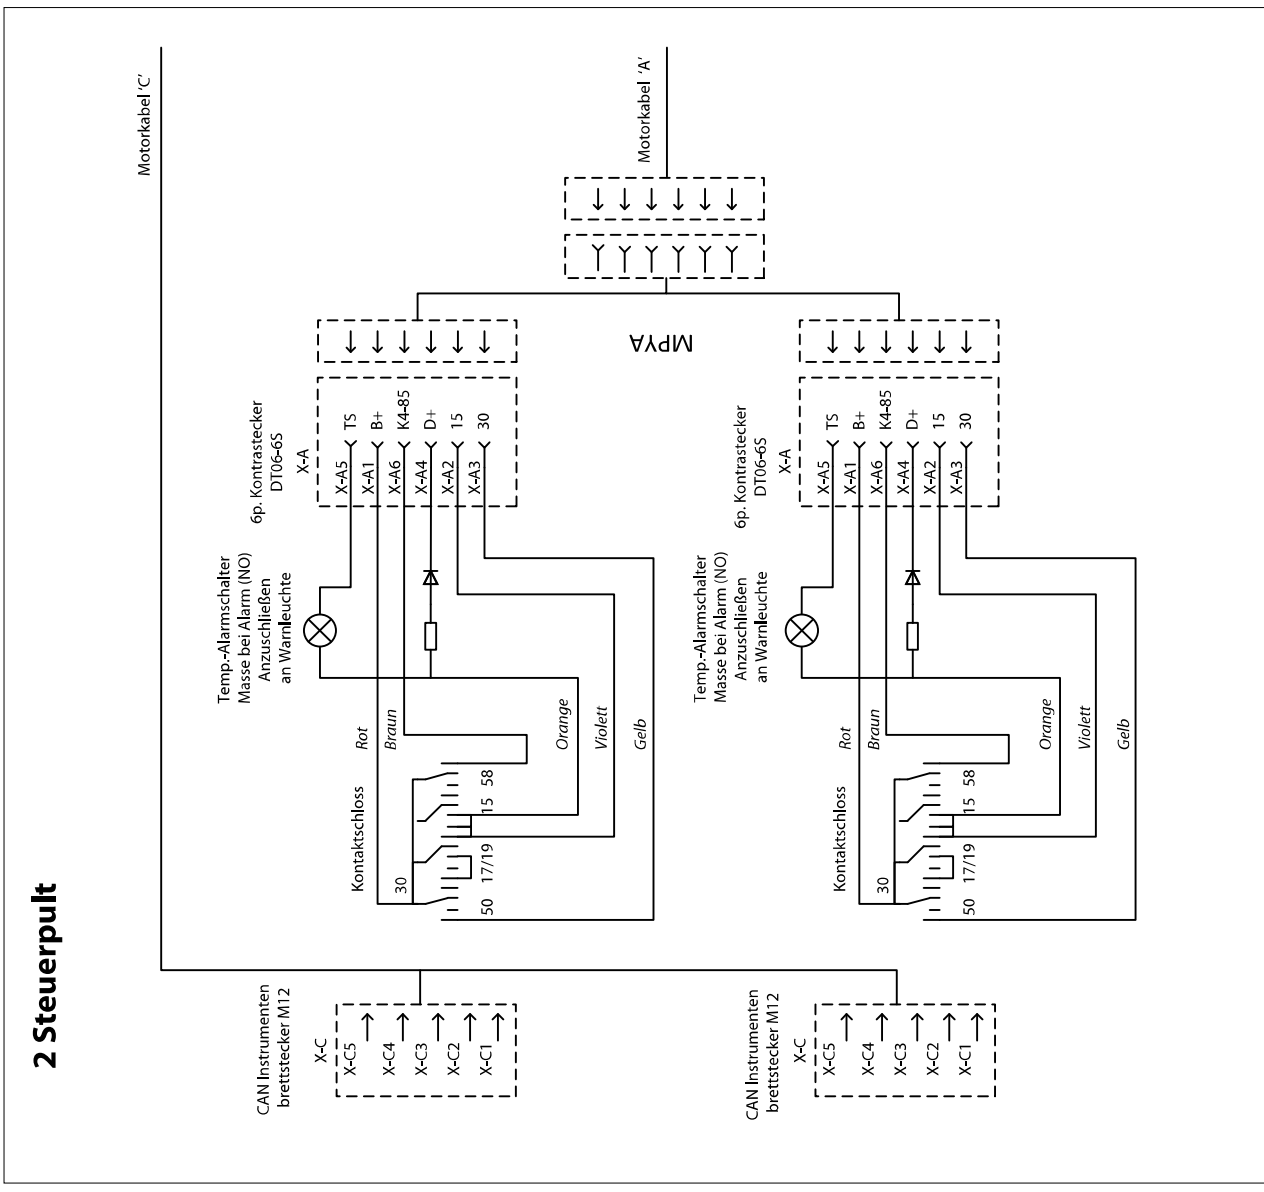 2 Steuerpult
Motorkabel 'C'
Motorkabel 'A'
MPYA
6p. Kontrastecker
DT06-6S
X-A
X-A5 TS
X-A1 B+
X-A6 K4-85
X-A4 D+
X-A2 15
X-A3 30
Temp.-Alarmschalter
Masse bei Alarm (NO)
Anzuschließen
an Warnleuchte
Rot
Braun
Orange
Violett
Gelb
Kontaktschloss
30
50
17/19
15
58
CAN Instrumenten
brettstecker M12
X-C
X-C5
X-C4
X-C3
X-C2
X-C1
6p. Kontrastecker
DT06-6S
X-A
X-A5 TS
X-A1 B+
X-A6 K4-85
X-A4 D+
X-A2 15
X-A3 30
Temp.-Alarmschalter
Masse bei Alarm (NO)
Anzuschließen
an Warnleuchte
Rot
Braun
Orange
Violett
Gelb
Kontaktschloss
30
50
17/19
15
58
CAN Instrumenten
brettstecker M12
X-C
X-C5
X-C4
X-C3
X-C2
X-C1